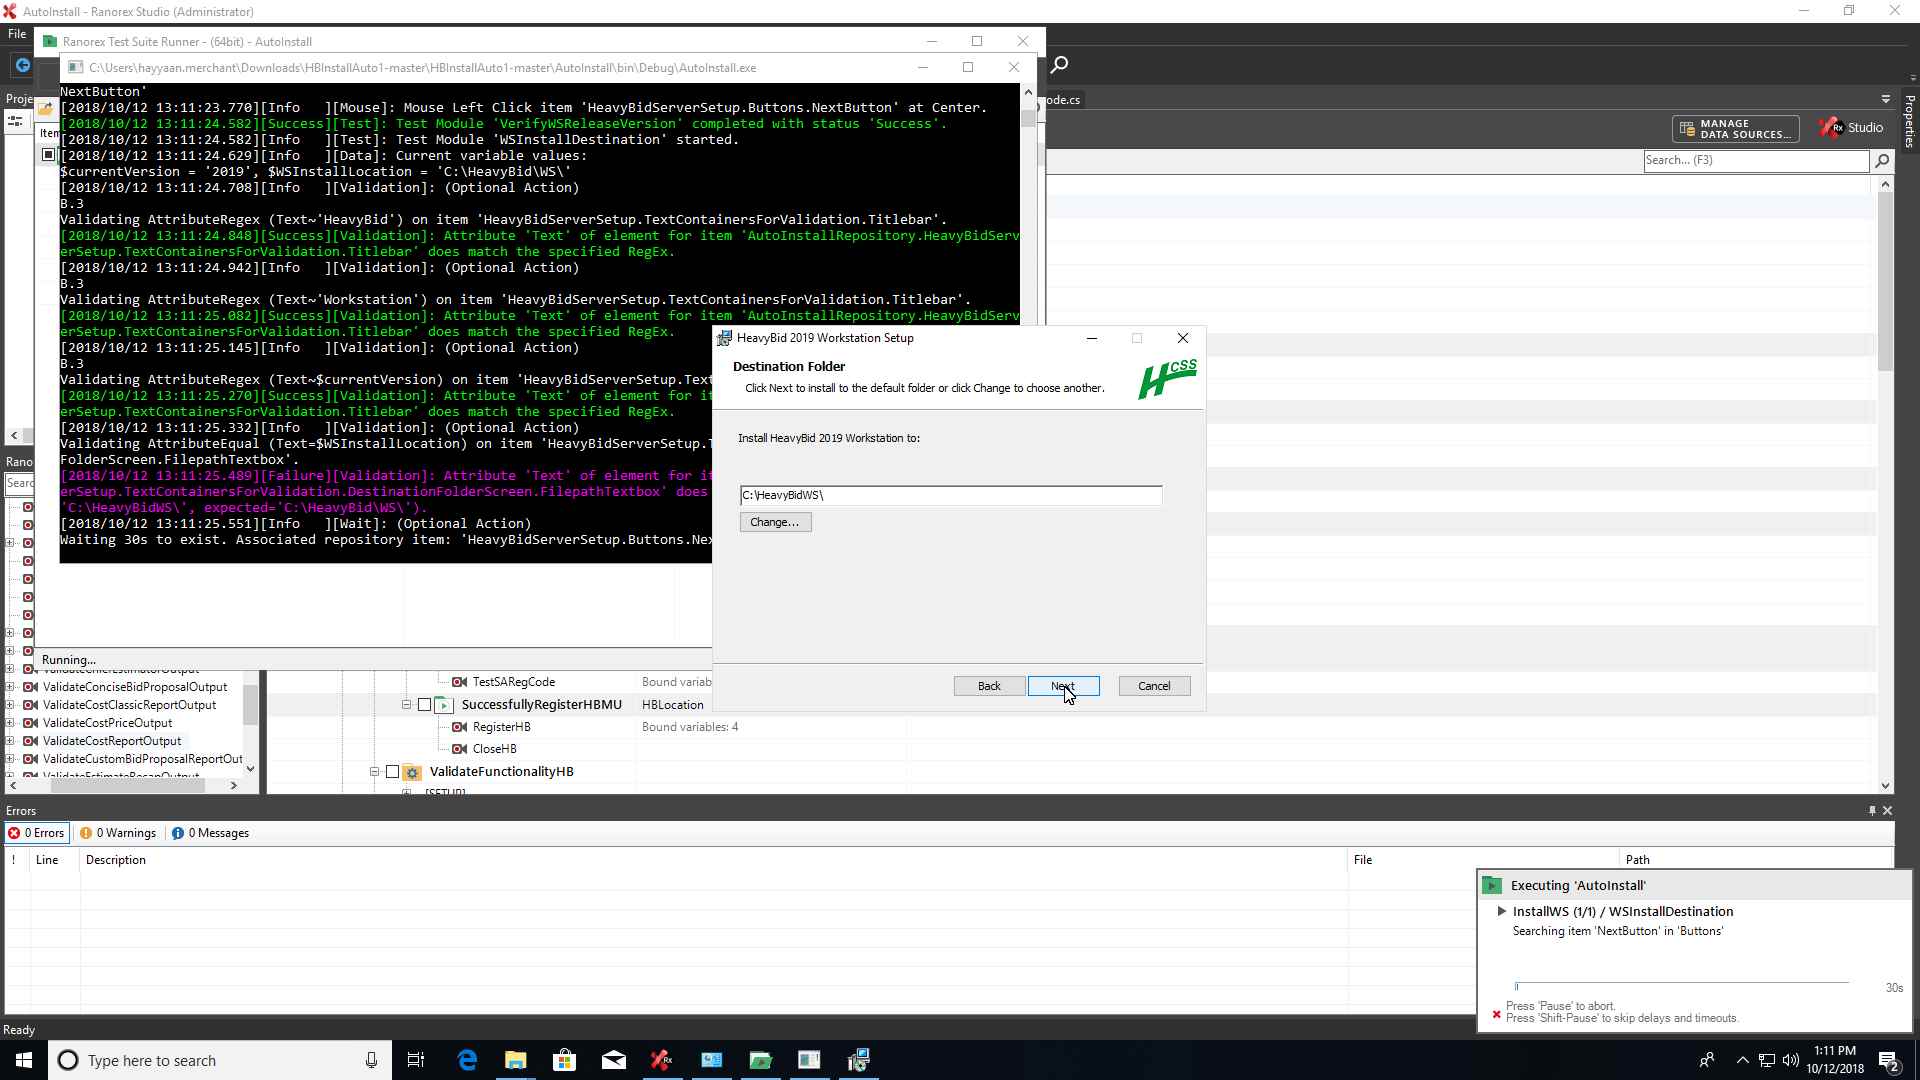 AutoInstall - Ranorex Studio (Administrator)
File
Ranorex Test Suite Runner - (64bit) - AutoInstall
C:\Users\hayyaan.merchant\Downloads\HBInstallAuto1-master\HBInstallAuto1-master\AutoInstall\bin\Debug\AutoInstall.exe
Proje
Iten
ode.cs
Properties
MANAGE
DATA SOURCES...
Rx Studio
Search... (F3)
NextButton'
[2018/10/12 13:11:23.770][Info   ][Mouse]: Mouse Left Click item 'HeavyBidServerSetup.Buttons.NextButton' at Center.
[2018/10/12 13:11:24.582][Success][Test]: Test Module 'VerifyWSReleaseVersion' completed with status 'Success'.
[2018/10/12 13:11:24.582][Info   ][Test]: Test Module 'WSInstallDestination' started.
[2018/10/12 13:11:24.629][Info   ][Data]: Current variable values:
$currentVersion = '2019', $WSInstallLocation = 'C:\HeavyBid\WS\'
[2018/10/12 13:11:24.708][Info   ][Validation]: (Optional Action)
B.3
Validating AttributeRegex (Text~'HeavyBid') on item 'HeavyBidServerSetup.TextContainersForValidation.Titlebar'.
[2018/10/12 13:11:24.848][Success][Validation]: Attribute 'Text' of element for item 'AutoInstallRepository.HeavyBidServ
erSetup.TextContainersForValidation.Titlebar' does match the specified RegEx.
[2018/10/12 13:11:24.942][Info   ][Validation]: (Optional Action)
B.3
Validating AttributeRegex (Text~'Workstation') on item 'HeavyBidServerSetup.TextContainersForValidation.Titlebar'.
[2018/10/12 13:11:25.082][Success][Validation]: Attribute 'Text' of element for item 'AutoInstallRepository.HeavyBidServ
erSetup.TextContainersForValidation.Titlebar' does match the specified RegEx.
[2018/10/12 13:11:25.145][Info   ][Validation]: (Optional Action)
B.3
Validating AttributeRegex (Text~$currentVersion) on item 'HeavyBidServerSetup.Text
[2018/10/12 13:11:25.270][Success][Validation]: Attribute 'Text' of element for it
erSetup.TextContainersForValidation.Titlebar' does match the specified RegEx.
[2018/10/12 13:11:25.332][Info   ][Validation]: (Optional Action)
Validating AttributeEqual (Text=$WSInstallLocation) on item 'HeavyBidServerSetup.T
FolderScreen.FilepathTextbox'.
[2018/10/12 13:11:25.489][Failure][Validation]: Attribute 'Text' of element for it
erSetup.TextContainersForValidation.DestinationFolderScreen.FilepathTextbox' does
'C:\HeavyBidWS\', expected='C:\HeavyBid\WS\').
[2018/10/12 13:11:25.551][Info   ][Wait]: (Optional Action)
Waiting 30s to exist. Associated repository item: 'HeavyBidServerSetup.Buttons.Nex
HeavyBid 2019 Workstation Setup
Destination Folder
Click Next to install to the default folder or click Change to choose another.
HCSS
Install HeavyBid 2019 Workstation to:
C:\HeavyBidWS\
Change...
Back
Next
Cancel
Rano
Searc
Running...
ValidateConciseBidProposalOutput
ValidateCostClassicReportOutput
ValidateCostPriceOutput
ValidateCostReportOutput
ValidateCustomBidProposalReportOut
ValidateEstimateRecapOutput
TestSARegCode
Bound variab
SuccessfullyRegisterHBMU
HBLocation
RegisterHB
Bound variables: 4
CloseHB
ValidateFunctionalityHB
[SETUP]
Errors
0 Errors
0 Warnings
0 Messages
!
Line
Description
File
Path
Executing 'AutoInstall'
InstallWS (1/1) / WSInstallDestination
Searching item 'NextButton' in 'Buttons'
30s
Press 'Pause' to abort.
Press 'Shift-Pause' to skip delays and timeouts.
Ready
Type here to search
Rx
1:11 PM
10/12/2018
2